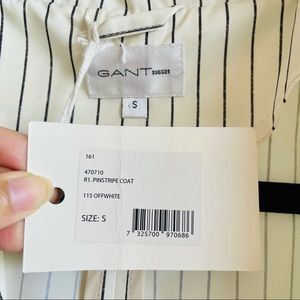 GANT RUGGER
S
161
470710
R1. PINSTRIPE COAT
115 OFFWHITE
SIZE: S
7 325700 970686